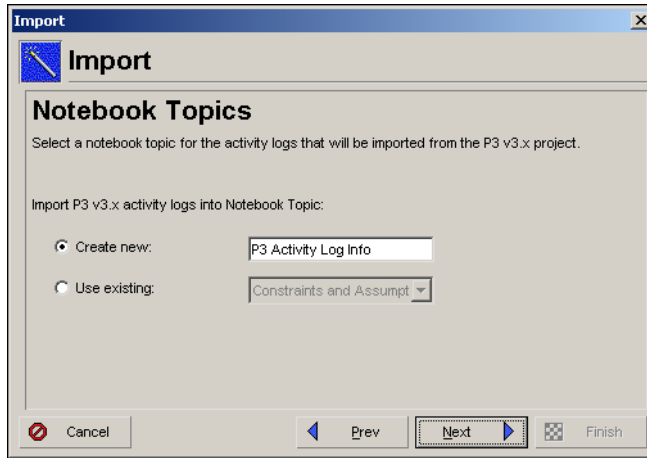 Import
Import
Notebook Topics
Select a notebook topic for the activity logs that will be imported from the P3 v3.x project.
Import P3 v3.x activity logs into Notebook Topic:
Create new: P3 Activity Log Info
Use existing: Constraints and Assumpt
Cancel Prev Next Finish